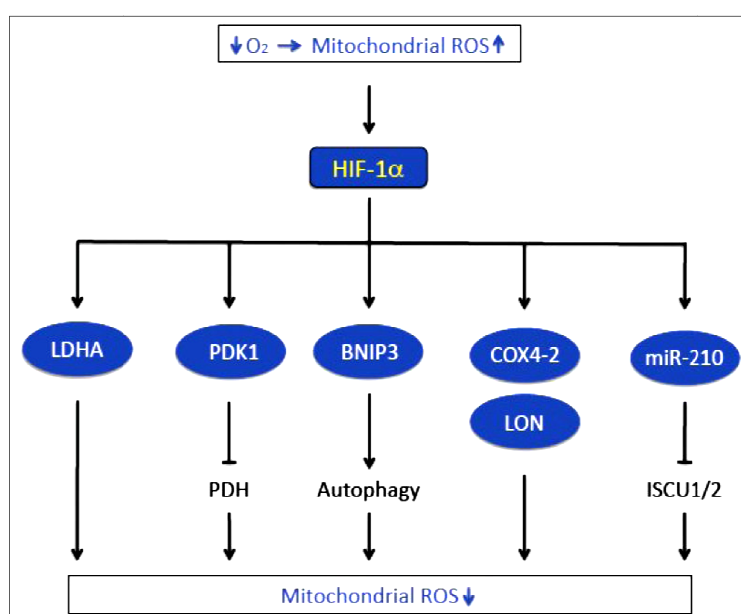 ↓O₂ → Mitochondrial ROS↑
HIF-1α
LDHA PDK1 BNIP3 COX4-2 miR-210
LON
PDH Autophagy ISCU1/2
Mitochondrial ROS↓